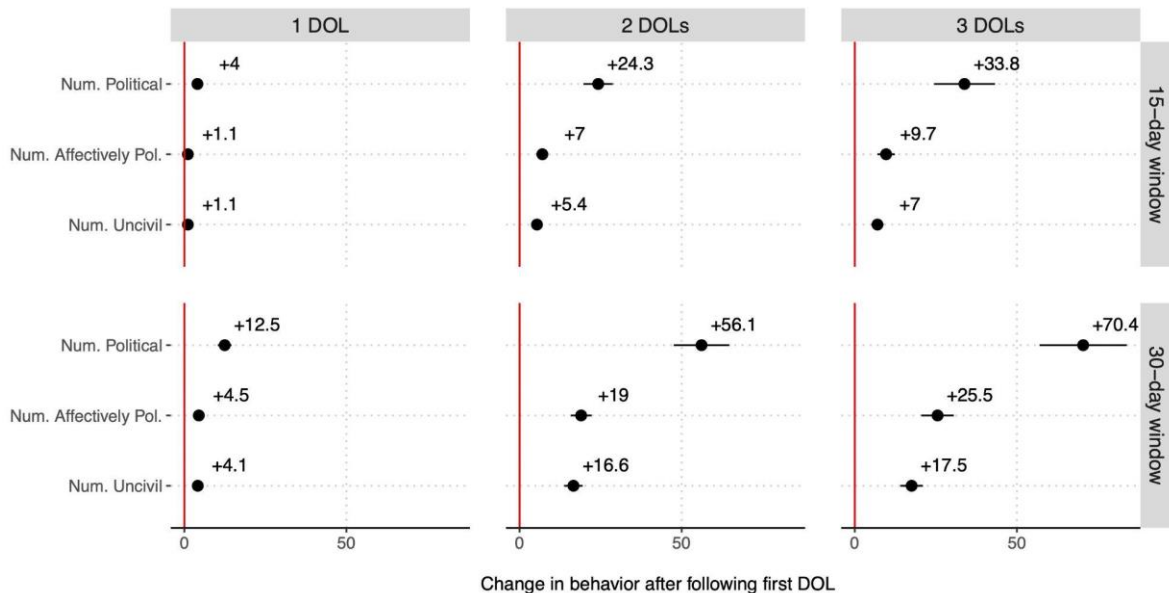 1 DOL
2 DOLs
3 DOLs
Num. Political
+4
+24.3
+33.8
Num. Affectively Pol.
+1.1
+7
+9.7
Num. Uncivil
+1.1
+5.4
+7
15-day window
Num. Political
+12.5
+56.1
+70.4
Num. Affectively Pol.
+4.5
+19
+25.5
Num. Uncivil
+4.1
+16.6
+17.5
30-day window
0
50
0
50
0
50
Change in behavior after following first DOL